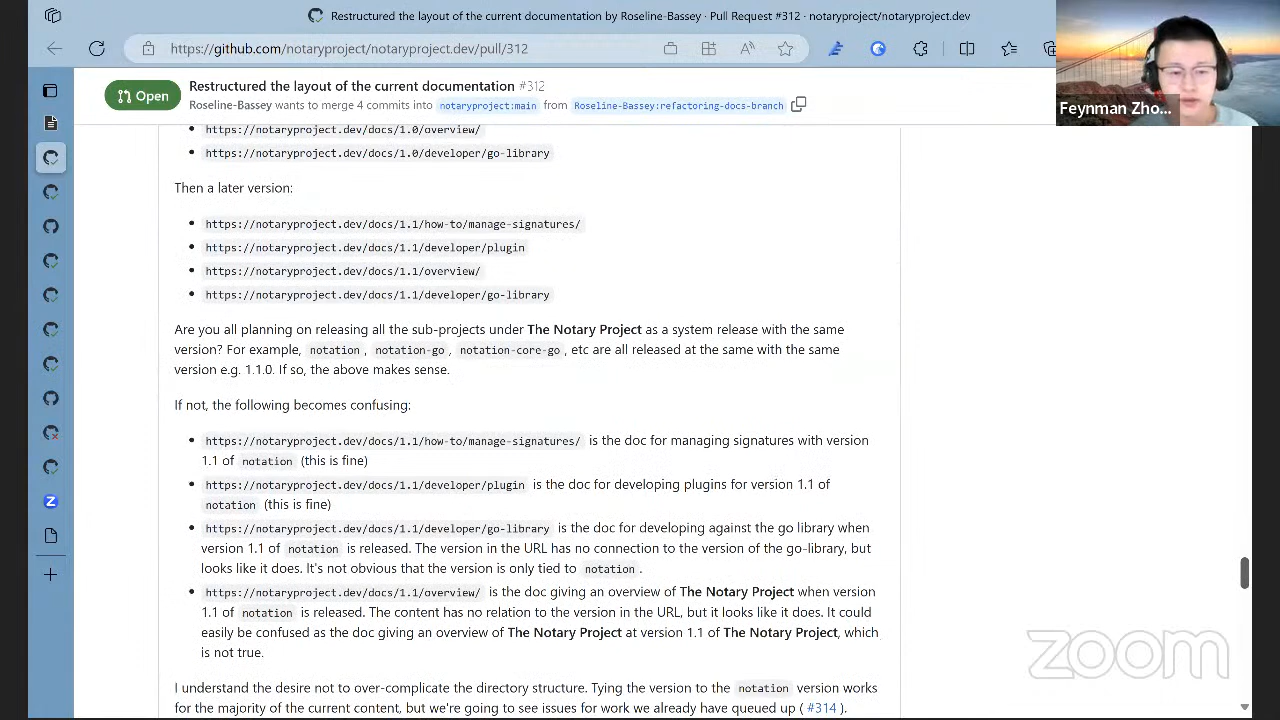 Restructured the layout of the current documentation by Roseline-Bassey · Pull Request #312 · notaryproject/notaryproject.dev
https://github.com/notaryproject/notaryproject.dev/pull/312
Open
Restructured the layout of the current documentation #312
Roseline-Bassey wants to merge 4 commits into notaryproject:main from Roseline-Bassey:refactoring-docs-branch
Feynman Zho...
https://notaryproject.dev/docs/1.0/overview/
https://notaryproject.dev/docs/1.0/developer/go-library
Then a later version:
https://notaryproject.dev/docs/1.1/how-to/manage-signatures/
https://notaryproject.dev/docs/1.1/developer/plugin
https://notaryproject.dev/docs/1.1/overview/
https://notaryproject.dev/docs/1.1/developer/go-library
Are you all planning on releasing all the sub-projects under The Notary Project as a system release with the same
version? For example, notation, notation-go, notation-core-go, etc are all released at the same with the same
version e.g. 1.1.0. If so, the above makes sense.
If not, the following becomes confusing:
https://notaryproject.dev/docs/1.1/how-to/manage-signatures/ is the doc for managing signatures with version
1.1 of notation (this is fine)
https://notaryproject.dev/docs/1.1/developer/plugin is the doc for developing plugins for version 1.1 of
notation (this is fine)
https://notaryproject.dev/docs/1.1/developer/go-library is the doc for developing against the go library when
version 1.1 of notation is released. The version in the URL has no connection to the version of the go-library, but
looks like it does. It's not obvious that the version is only tied to notation.
https://notaryproject.dev/docs/1.1/overview/ is the doc giving an overview of The Notary Project when version
1.1 of notation is released. The content has no relation to the version in the URL, but it looks like it does. It could
easily be confused as the doc giving an overview of The Notary Project at version 1.1 of The Notary Project, which
is not true.
I understand the desire not to over-complicate the directory structure. Tying the version to the notation version works
for the majority of the current content, but we're going to see issues for work we already have queued up ( #314 ).
zoom